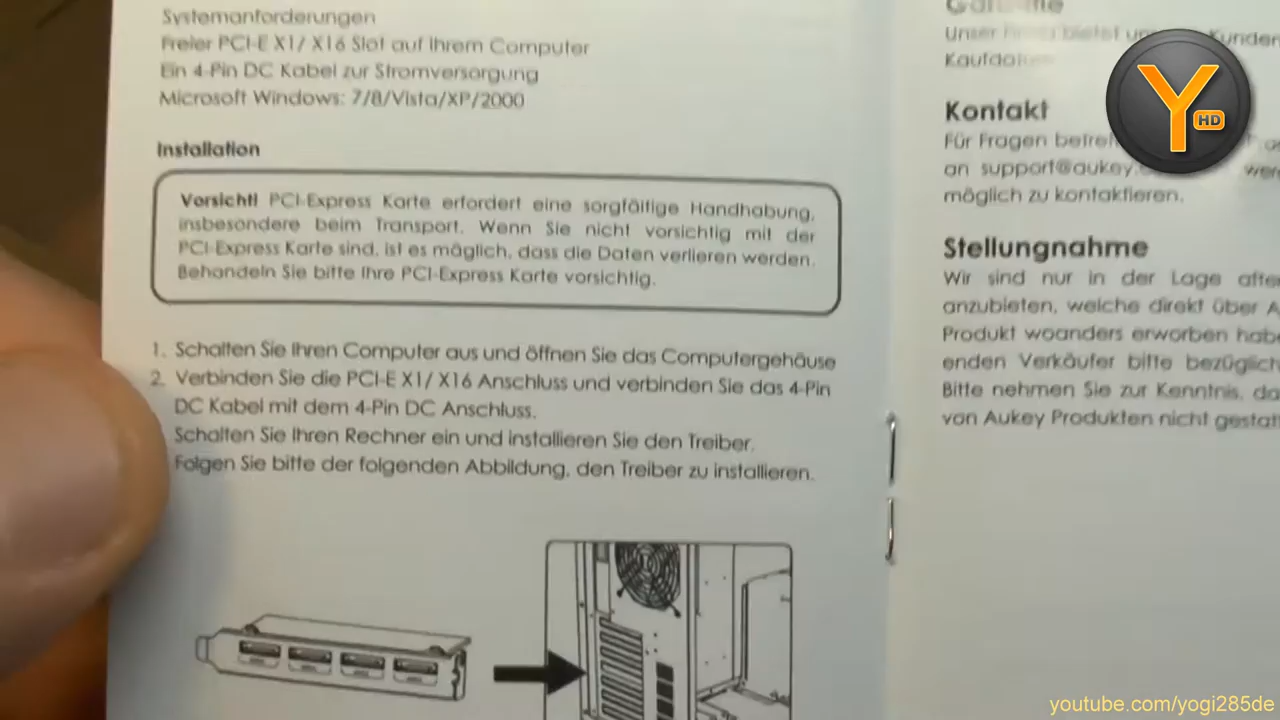 Systemanforderungen
Freier PCI-E X1/ X16 Slot auf Ihrem Computer
Ein 4-Pin DC Kabel zur Stromversorgung
Microsoft Windows: 7/8/Vista/XP/2000
Installation
Vorsicht! PCI-Express Karte erfordert eine sorgfältige Handhabung,
insbesondere beim Transport. Wenn Sie nicht vorsichtig mit der
PCI-Express Karte sind, ist es möglich, dass die Daten verlieren werden.
Behandeln Sie bitte Ihre PCI-Express Karte vorsichtig.
1. Schalten Sie Ihren Computer aus und öffnen Sie das Computergehäuse
2. Verbinden Sie die PCI-E X1/ X16 Anschluss und verbinden Sie das 4-Pin
DC Kabel mit dem 4-Pin DC Anschluss.
Schalten Sie Ihren Rechner ein und installieren Sie den Treiber.
Folgen Sie bitte der folgenden Abbildung, den Treiber zu installieren.
Garantie
Unser bietet Kunden
Kontakt
Für Fragen
an support@aukey.
möglich zu kontaktieren.
Stellungnahme
Wir sind nur in der Lage
anzubieten, welche direkt über A
Produkt woanders erworben habe
enden Verkäufer bitte bezüglich
Bitte nehmen Sie zur Kenntnis, da
von Aukey Produkten nicht gestat
Y HD
youtube.com/yogi285de